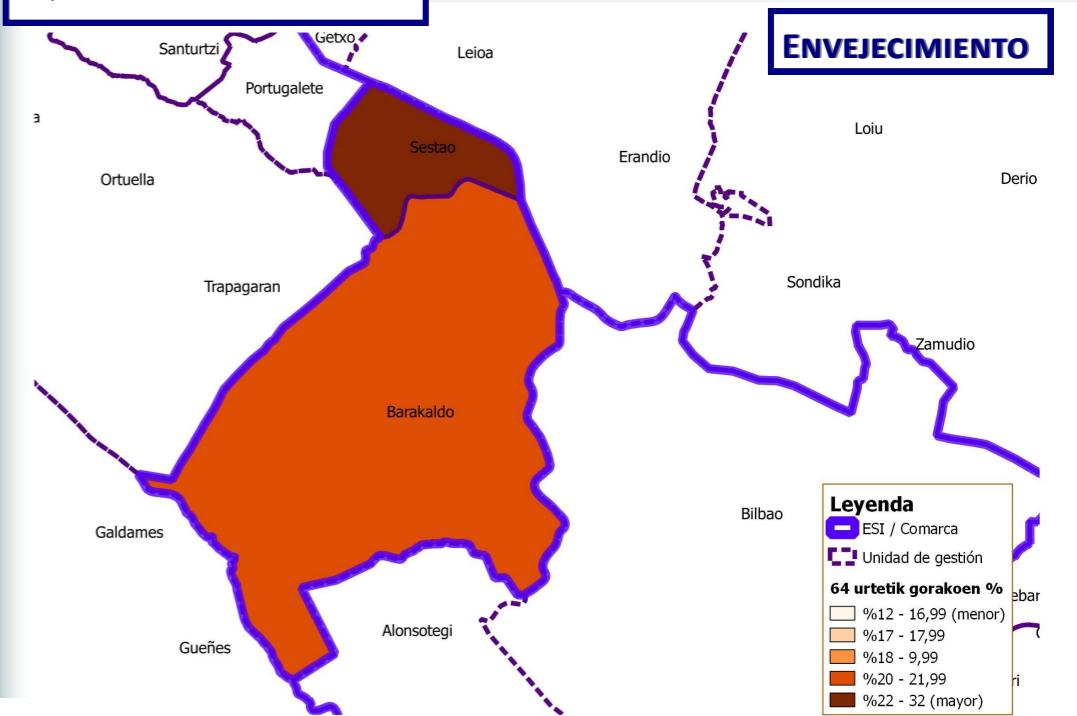 ENVEJECIMIENTO
Getxo
Santurtzi
Leioa
Portugalete
a
Loiu
Sestao
Erandio
Ortuella
Derio
Trapagaran
Sondika
Zamudio
Barakaldo
Bilbao
Galdames
Alonsotegi
Gueñes
Leyenda
ESI / Comarca
Unidad de gestión
64 urtetik gorakoen %
%12 - 16,99 (menor)
%17 - 17,99
%18 - 9,99
%20 - 21,99
%22 - 32 (mayor)
ebar
ri